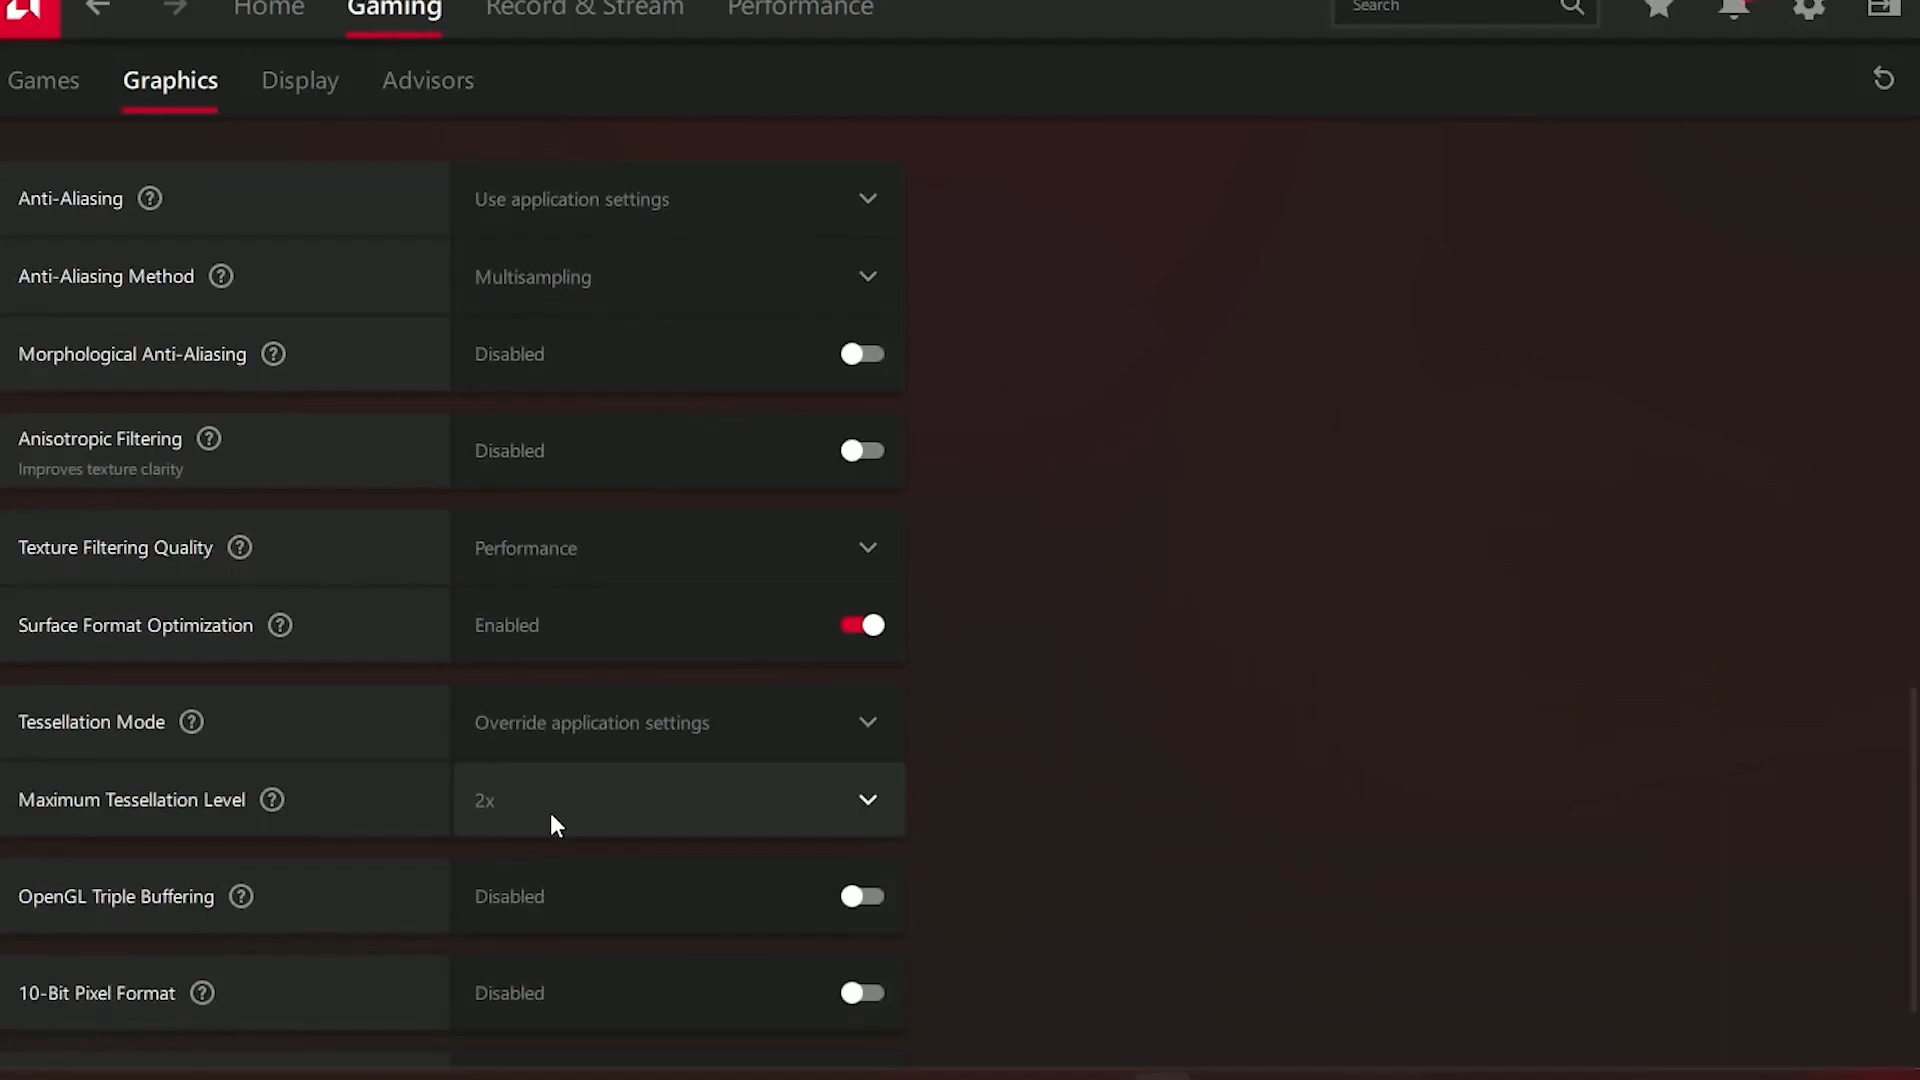 Home Gaming Record & Stream Performance Search
Games Graphics Display Advisors
Anti-Aliasing ? Use application settings
Anti-Aliasing Method ? Multisampling
Morphological Anti-Aliasing ? Disabled
Anisotropic Filtering ? Disabled
Improves texture clarity
Texture Filtering Quality ? Performance
Surface Format Optimization ? Enabled
Tessellation Mode ? Override application settings
Maximum Tessellation Level ? 2x
OpenGL Triple Buffering ? Disabled
10-Bit Pixel Format ? Disabled